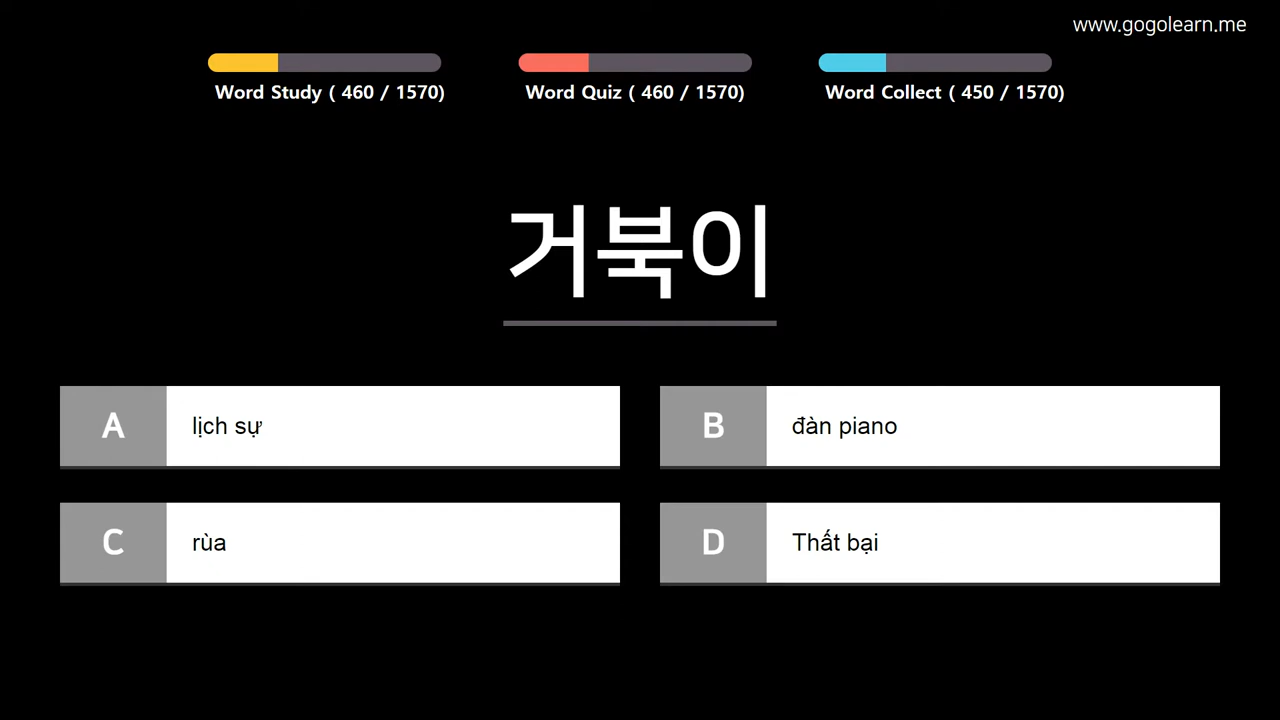 www.gogolearn.me
Word Study ( 460 / 1570)
Word Quiz ( 460 / 1570)
Word Collect ( 450 / 1570)
거북이
A lịch sự
B đàn piano
C rùa
D Thất bại